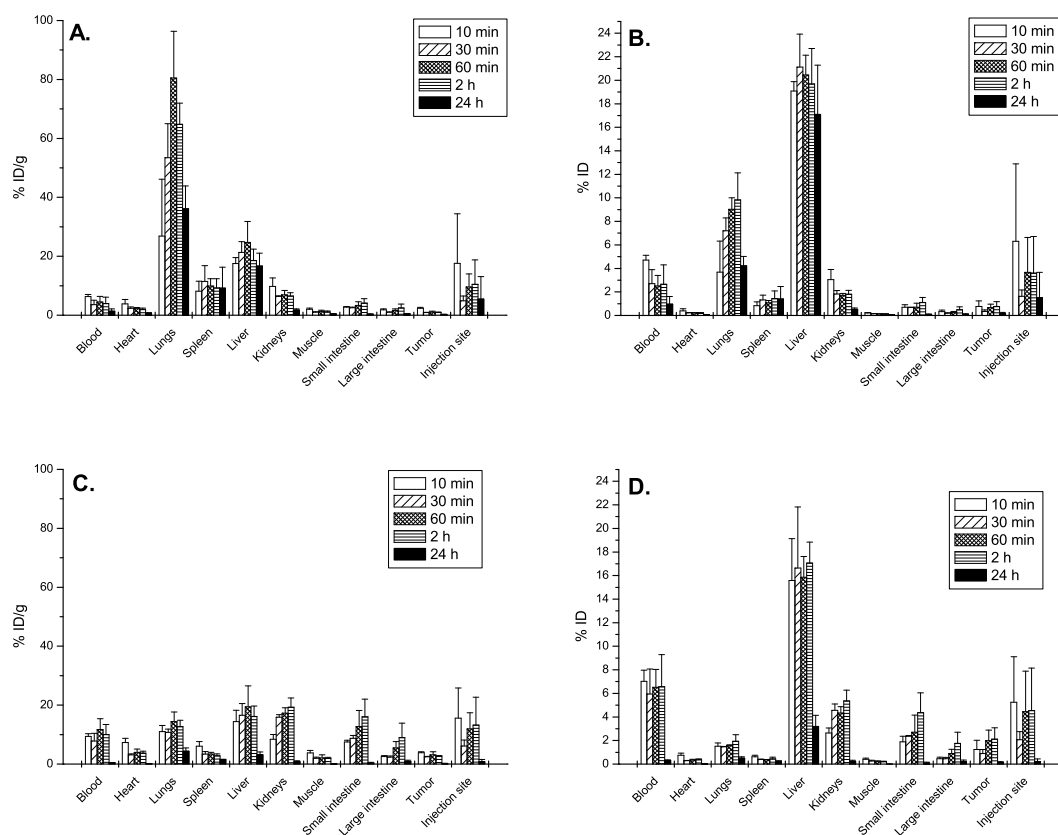 A.
% ID/g
100
80
60
40
20
0
10 min
30 min
60 min
2 h
24 h
Blood
Heart
Lungs
Spleen
Liver
Kidneys
Muscle
Small intestine
Large intestine
Tumor
Injection site
B.
% ID
24
22
20
18
16
14
12
10
8
6
4
2
0
10 min
30 min
60 min
2 h
24 h
Blood
Heart
Lungs
Spleen
Liver
Kidneys
Muscle
Small intestine
Large intestine
Tumor
Injection site
C.
% ID/g
100
80
60
40
20
0
10 min
30 min
60 min
2 h
24 h
Blood
Heart
Lungs
Spleen
Liver
Kidneys
Muscle
Small intestine
Large intestine
Tumor
Injection site
D.
% ID
24
22
20
18
16
14
12
10
8
6
4
2
0
10 min
30 min
60 min
2 h
24 h
Blood
Heart
Lungs
Spleen
Liver
Kidneys
Muscle
Small intestine
Large intestine
Tumor
Injection site